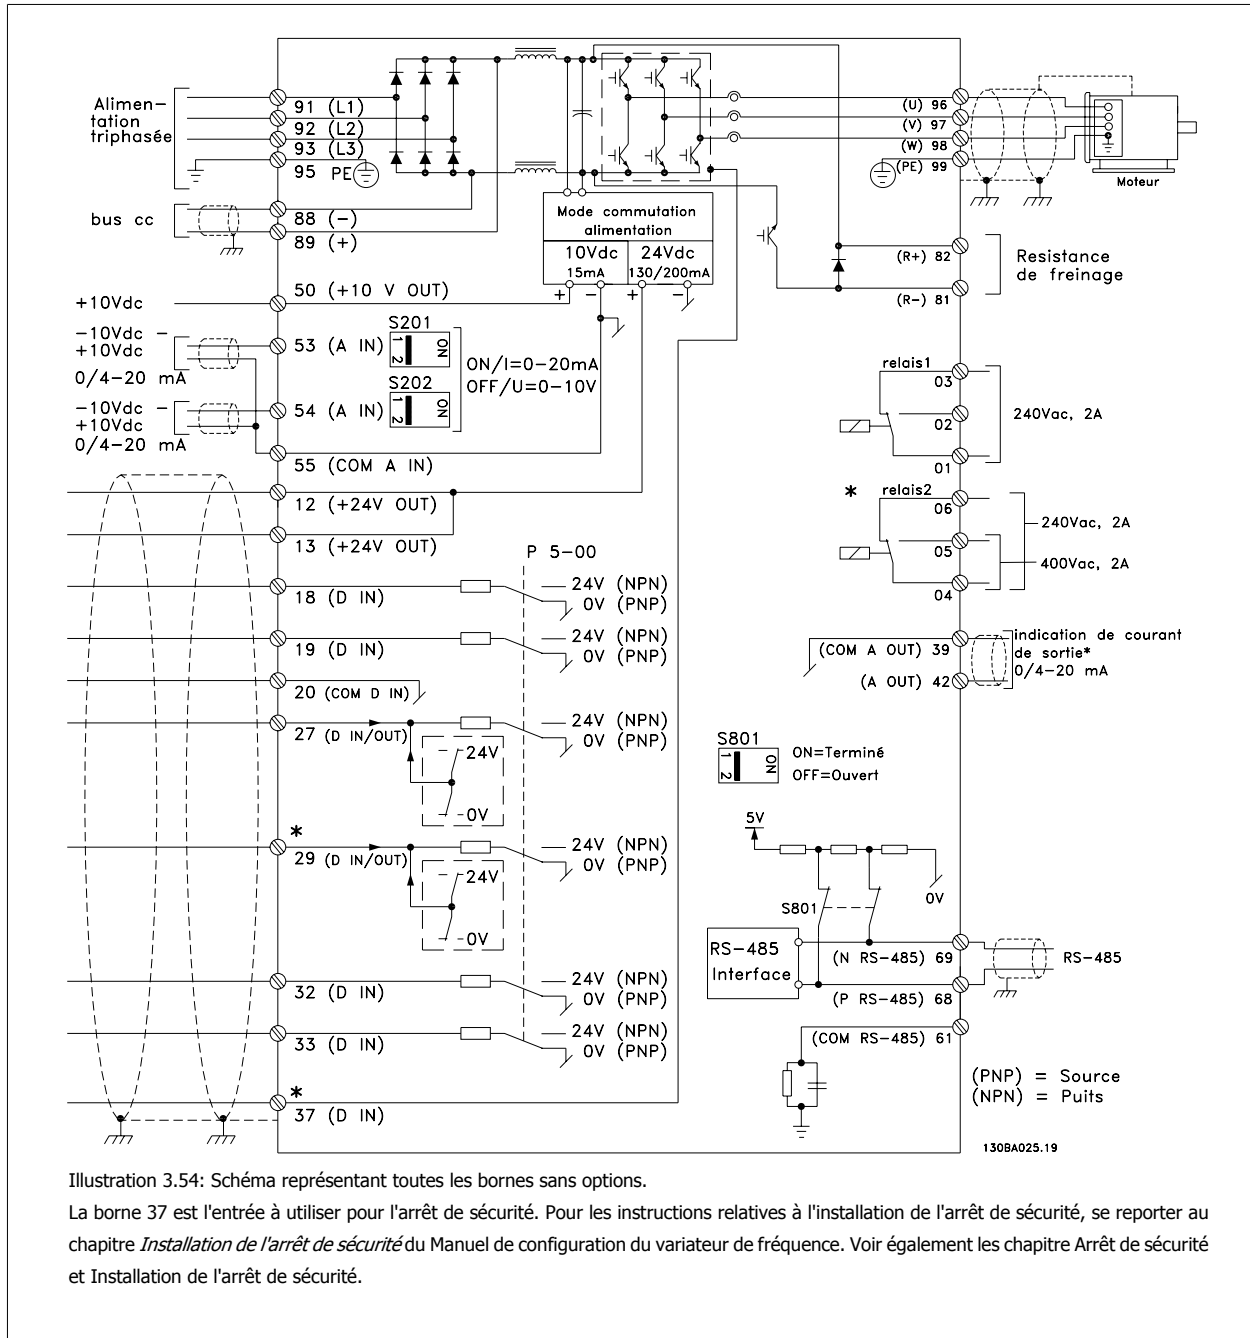 Alimen-
tation
triphasée
91 (L1)
92 (L2)
93 (L3)
95 PE
bus cc
88 (-)
89 (+)
+10Vdc
50 (+10 V OUT)
-10Vdc -
+10Vdc
0/4-20 mA
53 (A IN)
S201
1 2
ON
ON/I=0-20mA
OFF/U=0-10V
-10Vdc -
+10Vdc
0/4-20 mA
54 (A IN)
S202
1 2
ON
55 (COM A IN)
12 (+24V OUT)
13 (+24V OUT)
P 5-00
18 (D IN)
24V (NPN)
0V (PNP)
19 (D IN)
24V (NPN)
0V (PNP)
20 (COM D IN)
27 (D IN/OUT)
24V (NPN)
0V (PNP)
24V
0V
*
29 (D IN/OUT)
24V (NPN)
0V (PNP)
24V
0V
32 (D IN)
24V (NPN)
0V (PNP)
33 (D IN)
24V (NPN)
0V (PNP)
*
37 (D IN)
Mode commutation
alimentation
10Vdc
15mA
24Vdc
130/200mA
+ - + -
(U) 96
(V) 97
(W) 98
(PE) 99
Moteur
(R+) 82
(R-) 81
Resistance
de freinage
relais1
03
02
01
240Vac, 2A
*
relais2
06
05
04
240Vac, 2A
400Vac, 2A
(COM A OUT) 39
(A OUT) 42
indication de courant
de sortie*
0/4-20 mA
S801
1 2
ON
ON=Terminé
OFF=Ouvert
5V
0V
S801
RS-485
Interface
(N RS-485) 69
(P RS-485) 68
(COM RS-485) 61
RS-485
(PNP) = Source
(NPN) = Puits
130BA025.19
Illustration 3.54: Schéma représentant toutes les bornes sans options.
La borne 37 est l'entrée à utiliser pour l'arrêt de sécurité. Pour les instructions relatives à l'installation de l'arrêt de sécurité, se reporter au
chapitre Installation de l'arrêt de sécurité du Manuel de configuration du variateur de fréquence. Voir également les chapitre Arrêt de sécurité
et Installation de l'arrêt de sécurité.